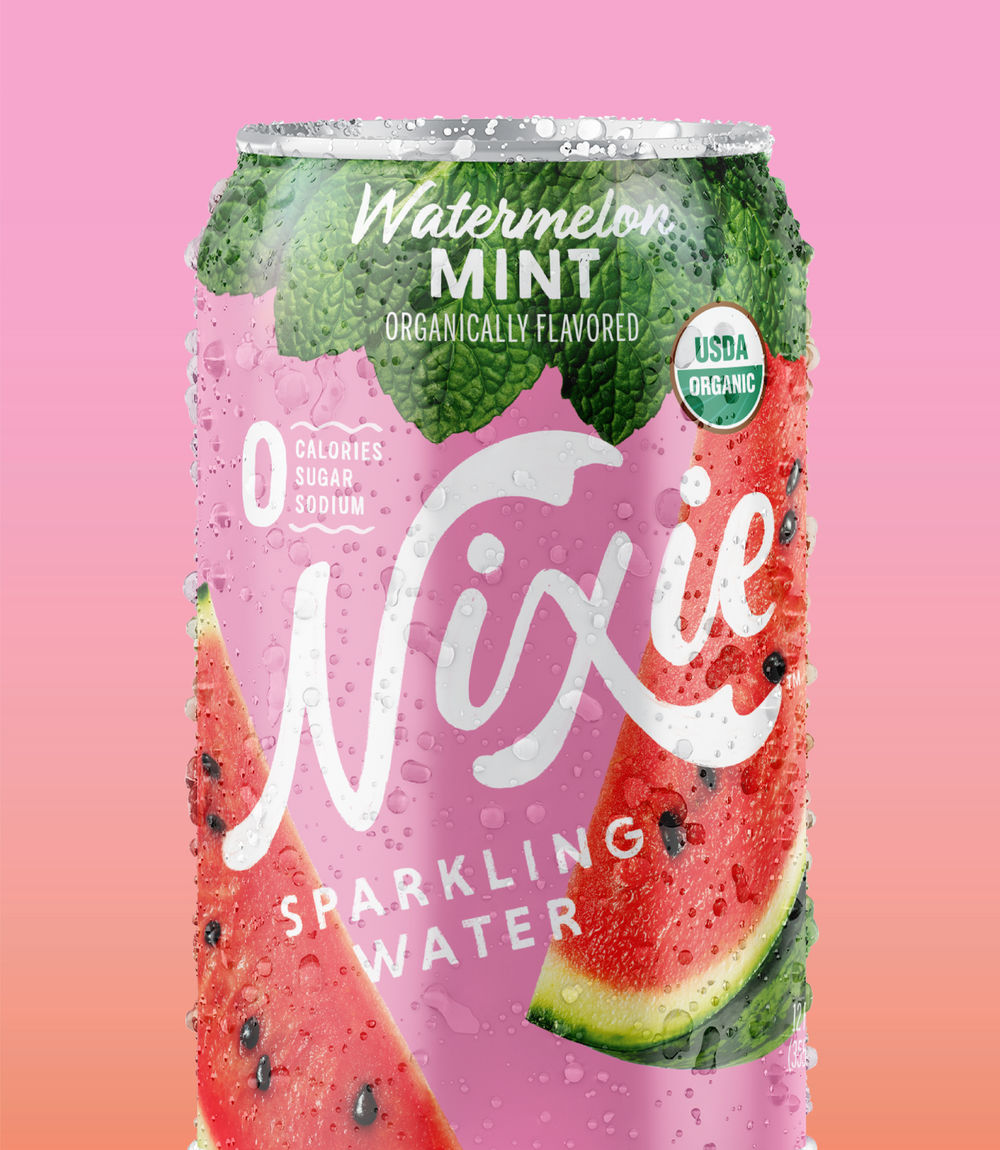 Watermelon
MINT
ORGANICALLY FLAVORED
USDA
ORGANIC
0 CALORIES
SUGAR
SODIUM
Nixie
TM
SPARKLING
WATER